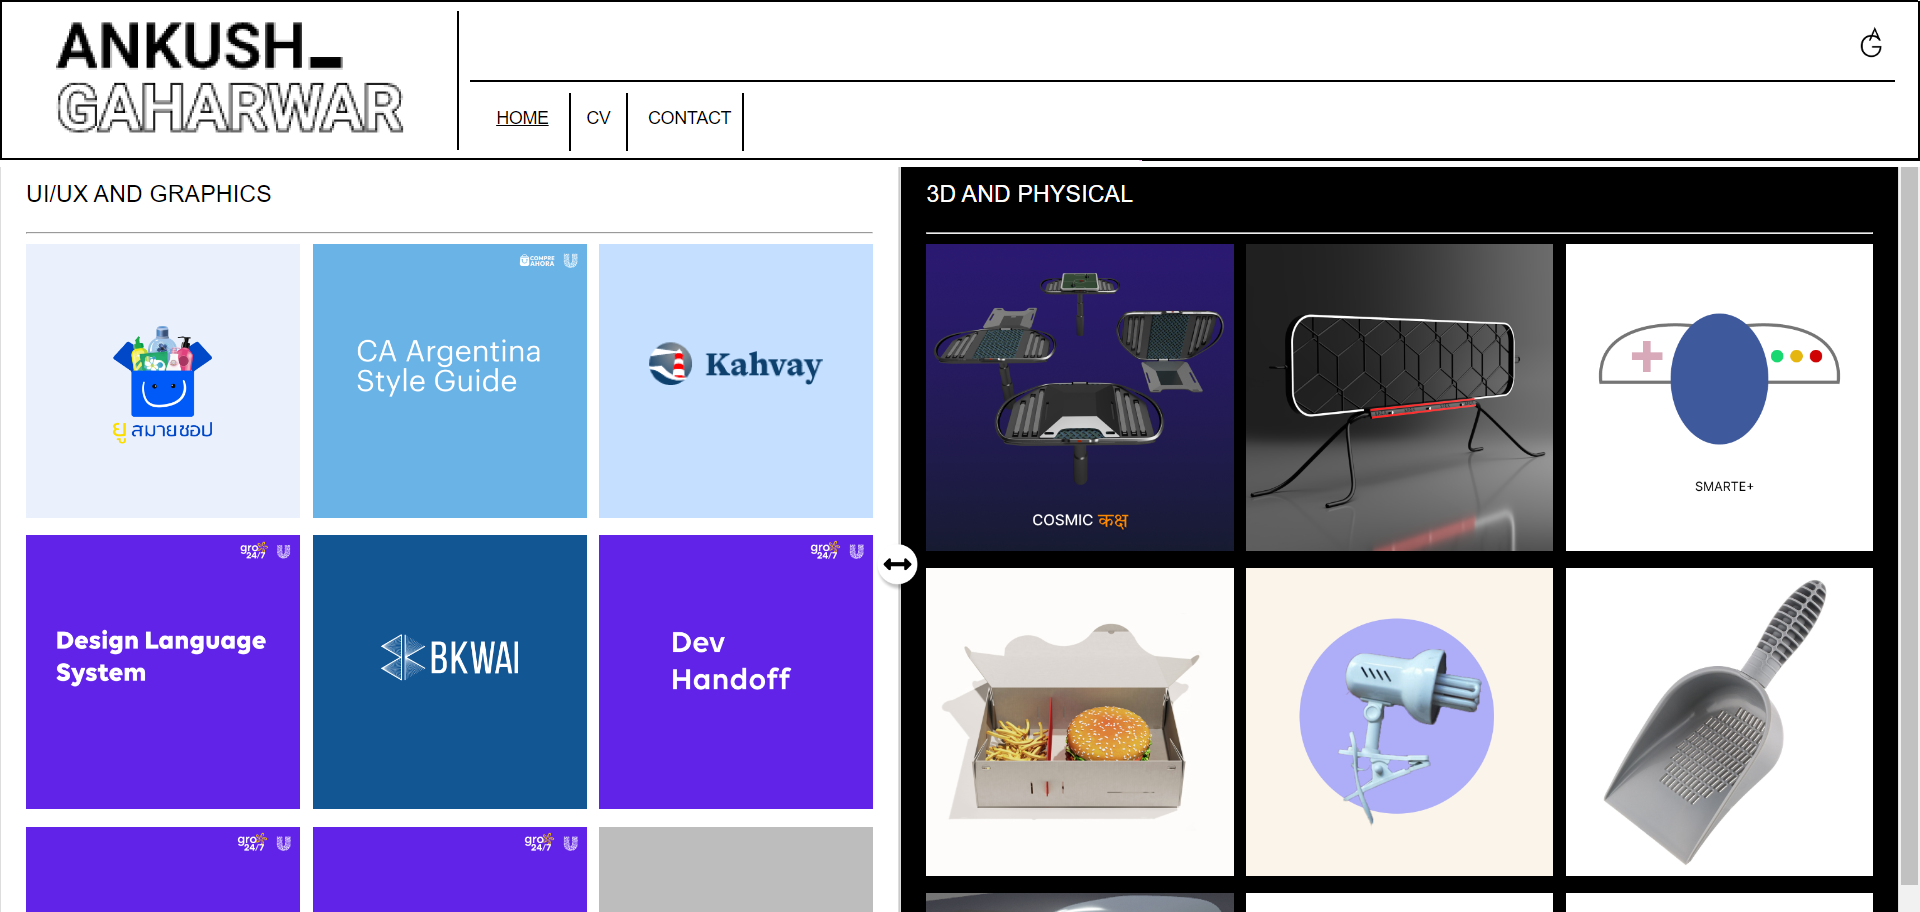 ANKUSH_
GAHARWAR
HOME
CV
CONTACT
UI/UX AND GRAPHICS
ยู สมายชอป
COMPRE
AHORA
CA Argentina
Style Guide
Kahvay
gro
24/7
Design Language
System
BKWAI
gro
24/7
Dev
Handoff
gro
24/7
gro
24/7
3D AND PHYSICAL
COSMIC कक्ष
SMARTE+